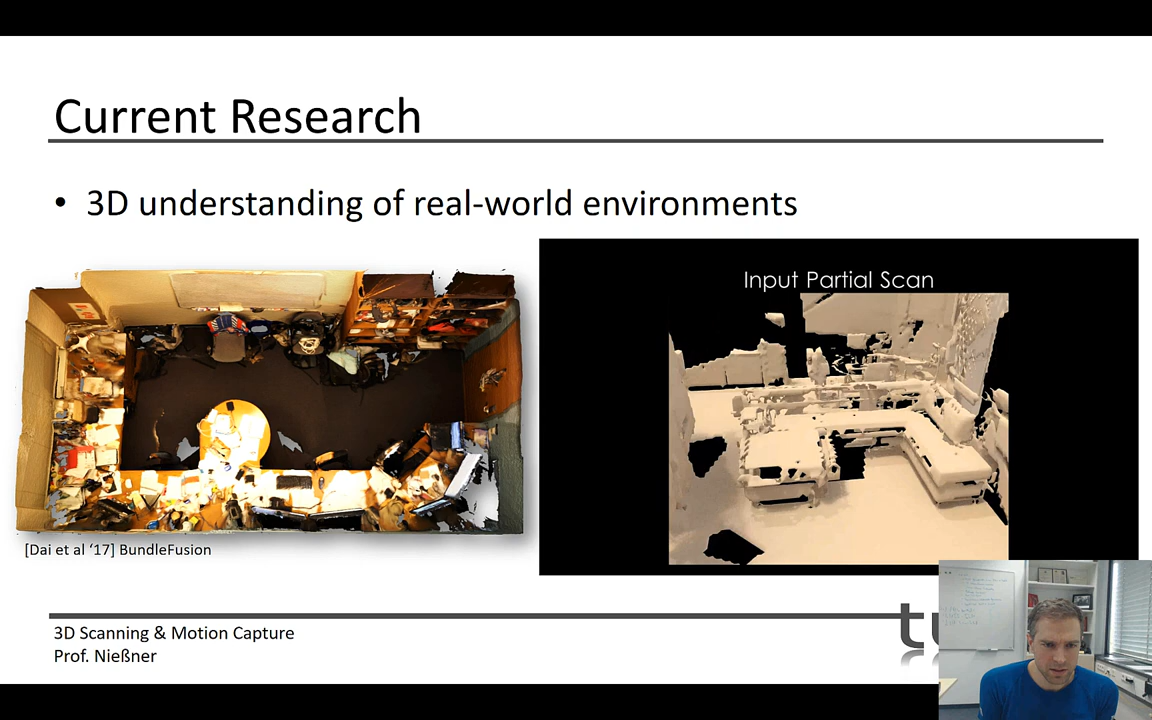 Current Research
• 3D understanding of real-world environments
Input Partial Scan
[Dai et al ‘17] BundleFusion
3D Scanning & Motion Capture
Prof. Nießner